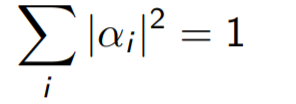 ∑_i |α_i|² = 1